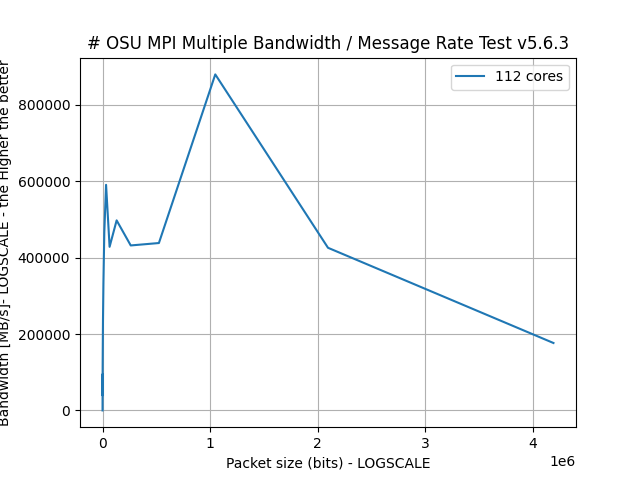 # OSU MPI Multiple Bandwidth / Message Rate Test v5.6.3
112 cores
Bandwidth [MB/s]- LOGSCALE - the Higher the better
800000
600000
400000
200000
0
0 1 2 3 4
1e6
Packet size (bits) - LOGSCALE